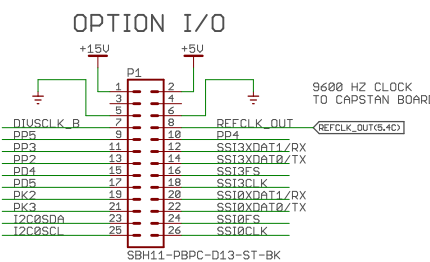 OPTION I/O
+15V +5V
P1
1 2
3 4
5 6
DIVSCLK_B 7 8 REFCLK_OUT
PP5 9 10 PP4
PP3 11 12 SSI3XDAT1/RX
PP2 13 14 SSI3XDAT0/TX
PD4 15 16 SSI3FS
PD5 17 18 SSI3CLK
PK2 19 20 SSI0XDAT1/RX
PK3 21 22 SSI0XDAT0/TX
I2C0SDA 23 24 SSI0FS
I2C0SCL 25 26 SSI0CLK
SBH11-PBPC-D13-ST-BK
9600 HZ CLOCK
TO CAPSTAN BOAR
REFCLK_OUT(5.4C)